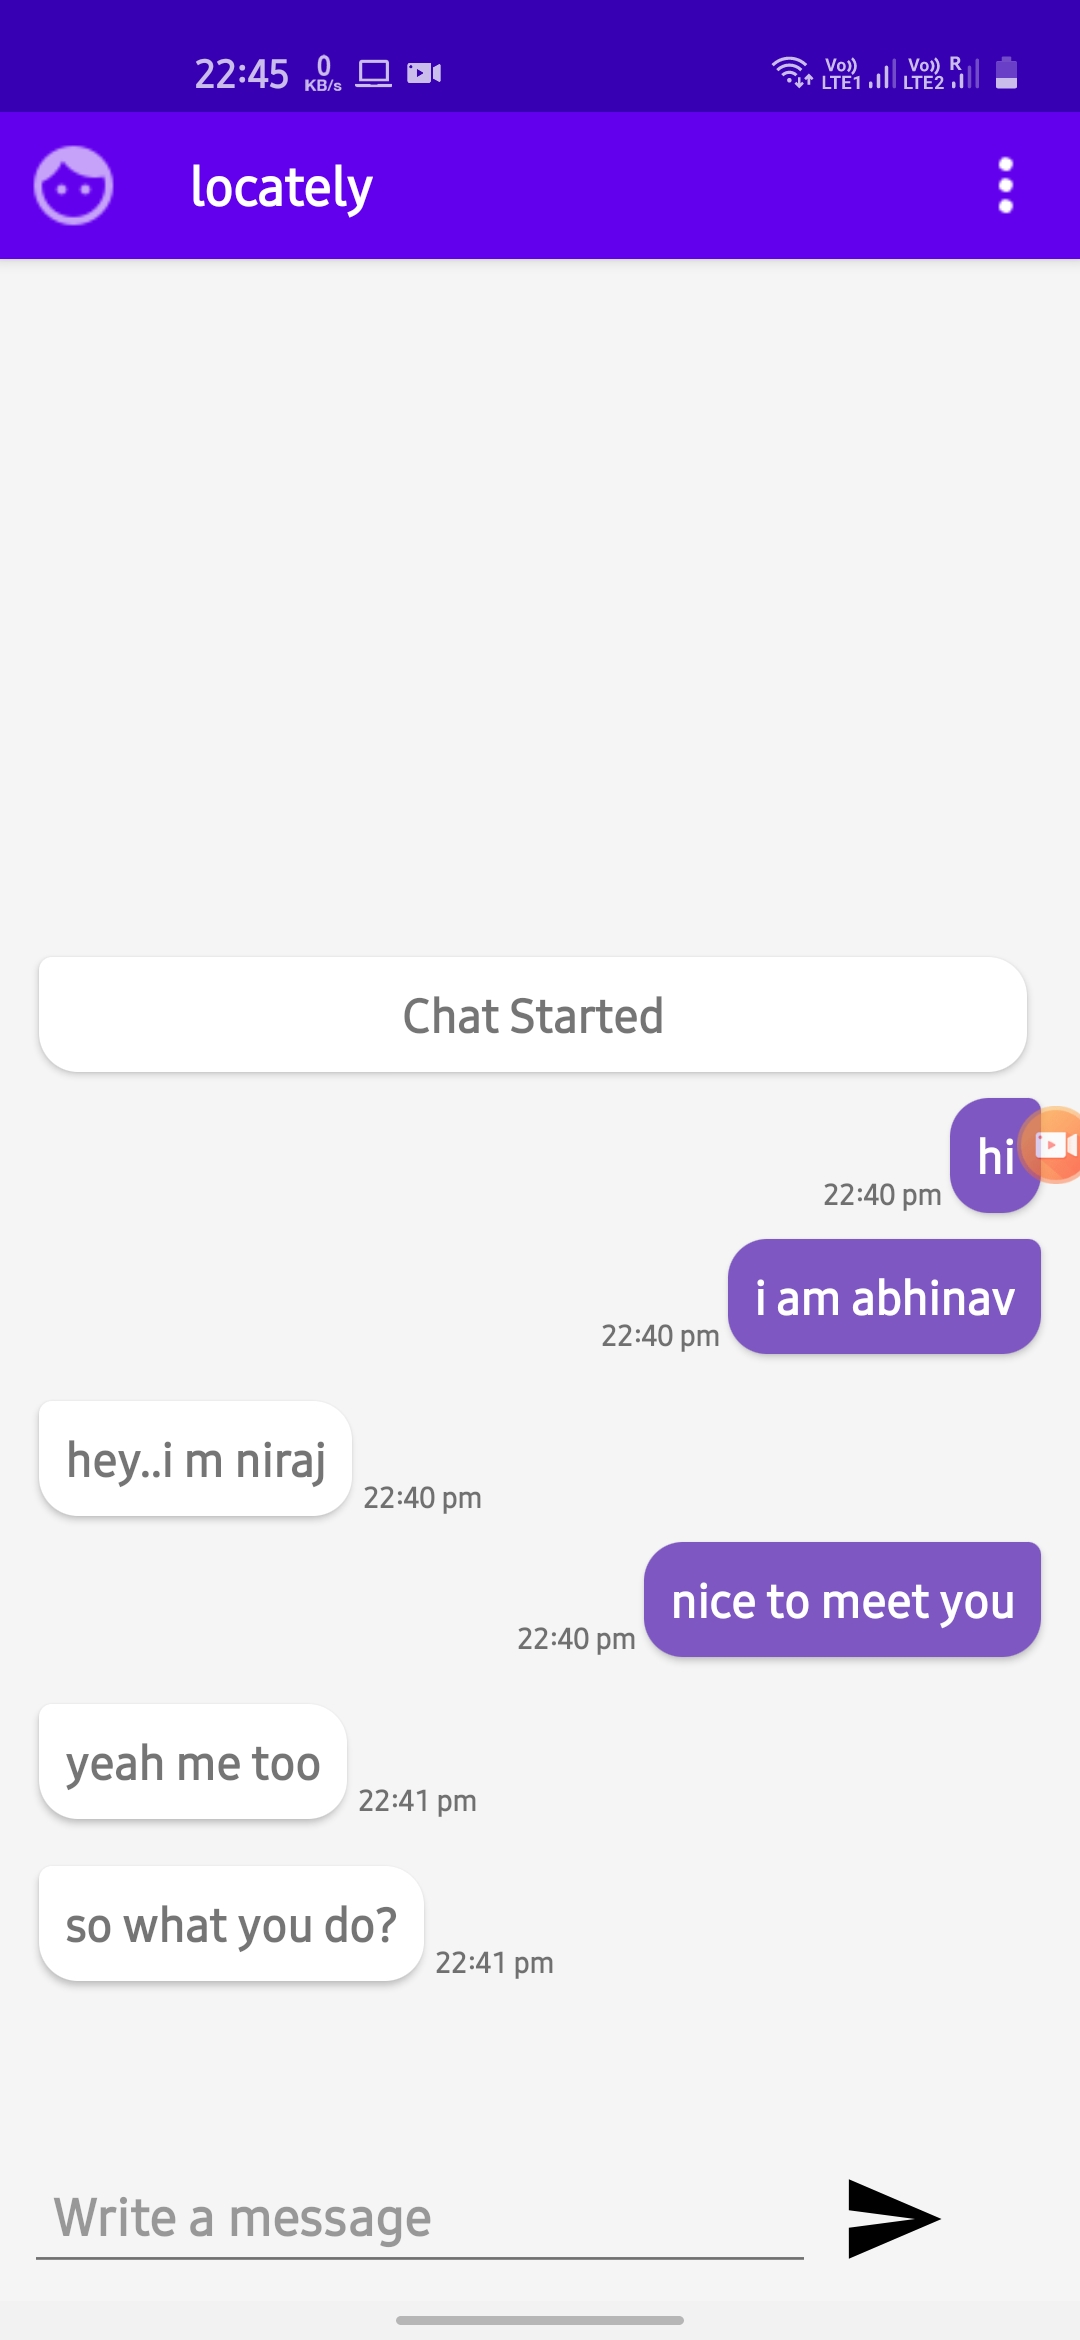 22:45 0 KB/s Vo)) LTE1 Vo)) LTE2 R
locately
Chat Started
hi
22:40 pm
i am abhinav
22:40 pm
hey..i m niraj
22:40 pm
nice to meet you
22:40 pm
yeah me too
22:41 pm
so what you do?
22:41 pm
Write a message